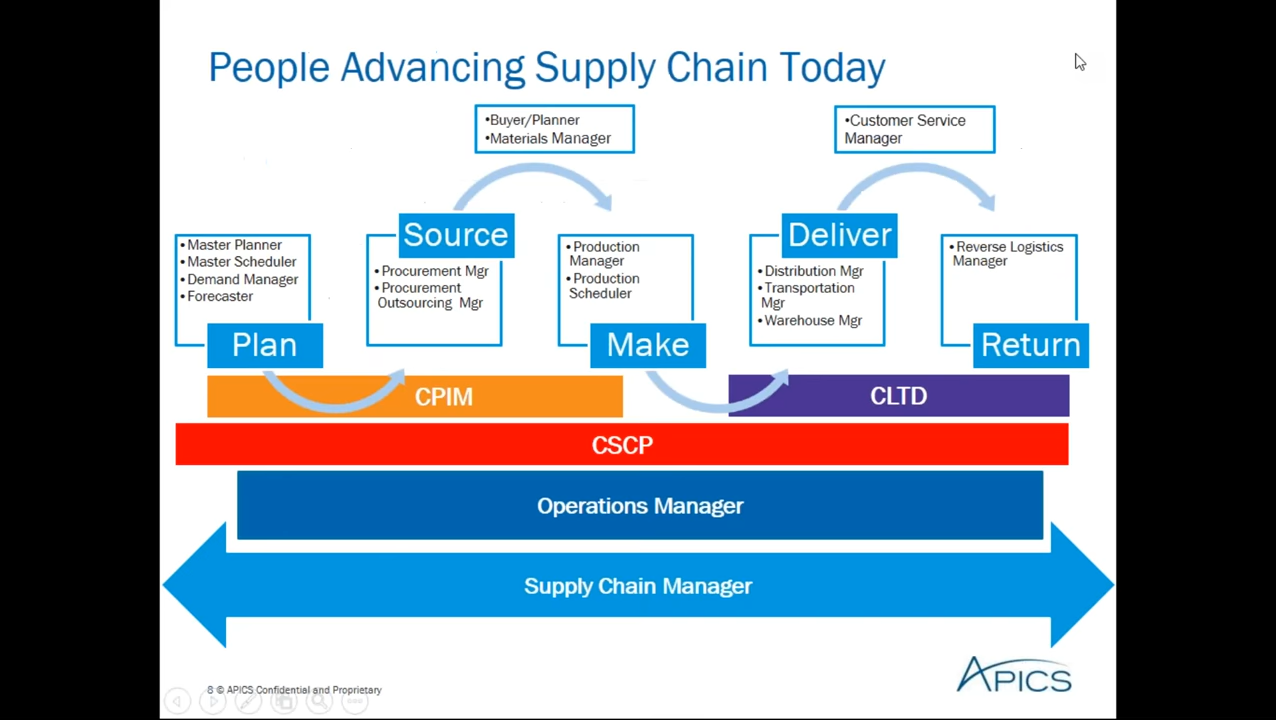 People Advancing Supply Chain Today
•Buyer/Planner
•Materials Manager
•Customer Service
Manager
•Master Planner
•Master Scheduler
•Demand Manager
•Forecaster
Plan
Source
•Procurement Mgr
•Procurement
Outsourcing Mgr
•Production
Manager
•Production
Scheduler
Make
Deliver
•Distribution Mgr
•Transportation
Mgr
•Warehouse Mgr
•Reverse Logistics
Manager
Return
CPIM
CLTD
CSCP
Operations Manager
Supply Chain Manager
8 © APICS Confidential and Proprietary
APICS